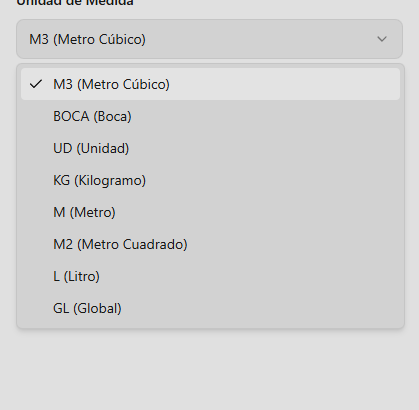 Unidad de Medida
M3 (Metro Cúbico)
M3 (Metro Cúbico)
BOCA (Boca)
UD (Unidad)
KG (Kilogramo)
M (Metro)
M2 (Metro Cuadrado)
L (Litro)
GL (Global)